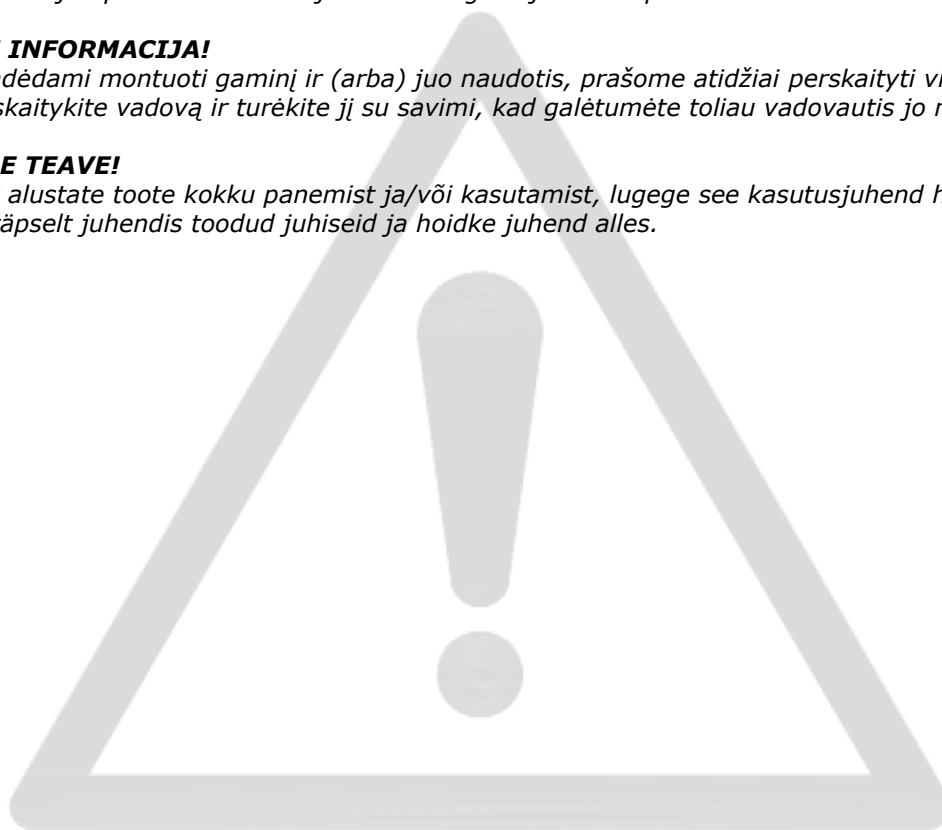 INFORMACIJA!
dėdami montuoti gaminį ir (arba) juo naudotis, prašome atidžiai perskaityti
skaitykite vadovą ir turėkite jį su savimi, kad galėtumėte toliau vadovautis jo
E TEAVE!
alustate toote kokku panemist ja/või kasutamist, lugege see kasutusjuhend
äpselt juhendis toodud juhiseid ja hoidke juhend alles.